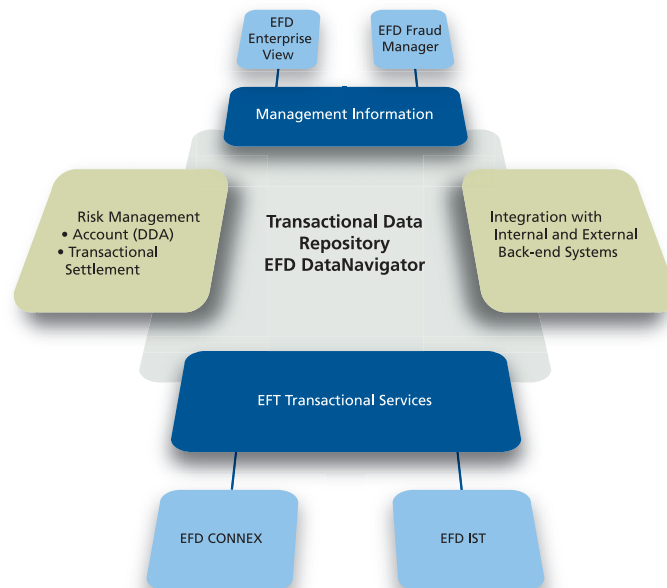 EFD
Enterprise
View
EFD Fraud
Manager
Management Information
Risk Management
• Account (DDA)
• Transactional
Settlement
Transactional Data
Repository
EFD DataNavigator
Integration with
Internal and External
Back-end Systems
EFT Transactional Services
EFD CONNEX
EFD IST